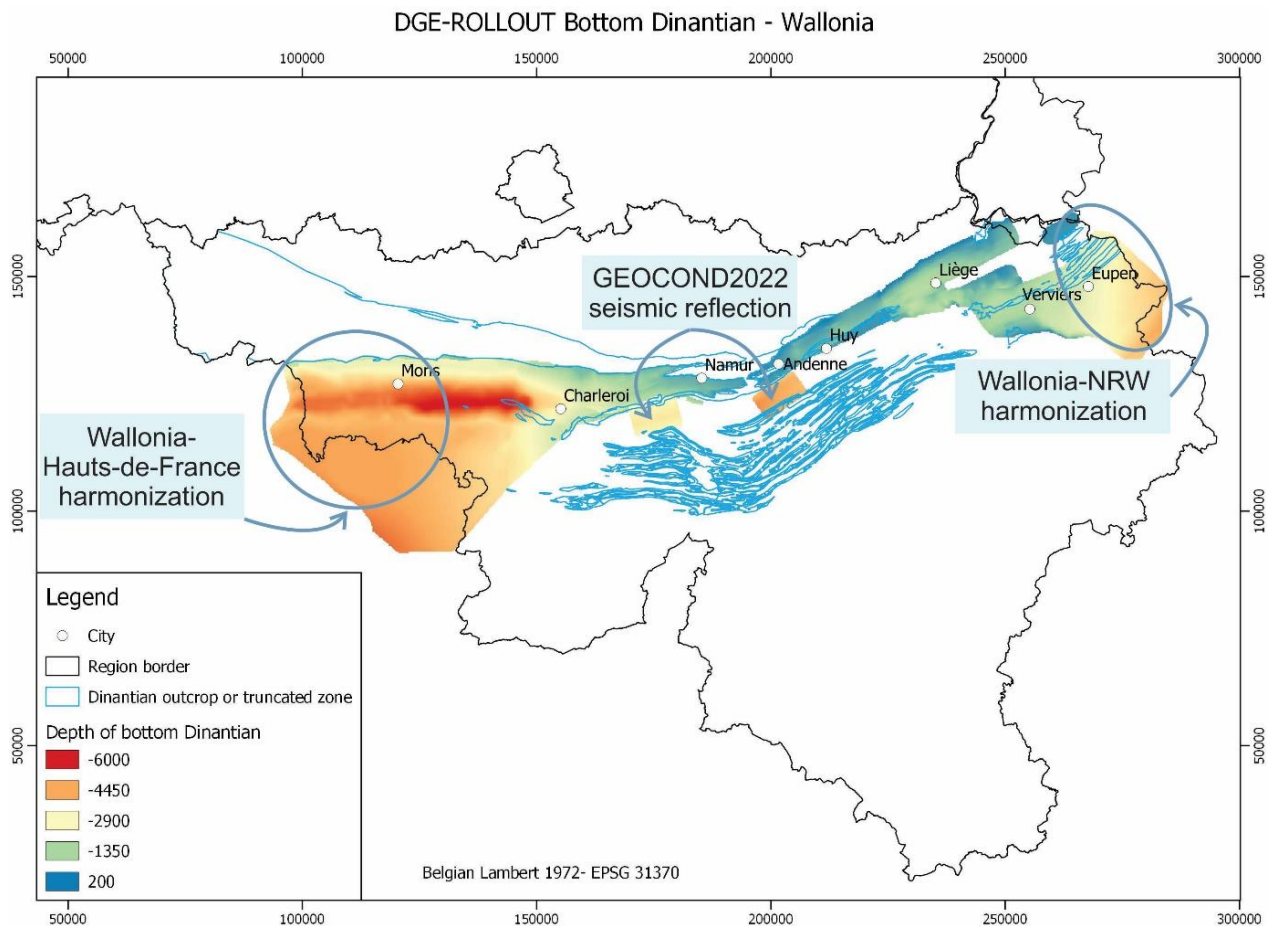 DGE-ROLLOUT Bottom Dinantian - Wallonia
50000
100000
150000
200000
250000
300000
150000
150000
GEOCOND2022
seismic reflection
Liège
Eupen
Verviers
Huy
Namur
Andenne
Mons
Charleroi
Wallonia-
Hauts-de-France
harmonization
Wallonia-NRW
harmonization
100000
100000
Legend
City
Region border
Dinantian outcrop or truncated zone
Depth of bottom Dinantian
-6000
-4450
-2900
-1350
200
50000
50000
Belgian Lambert 1972- EPSG 31370
50000
100000
150000
200000
250000
300000